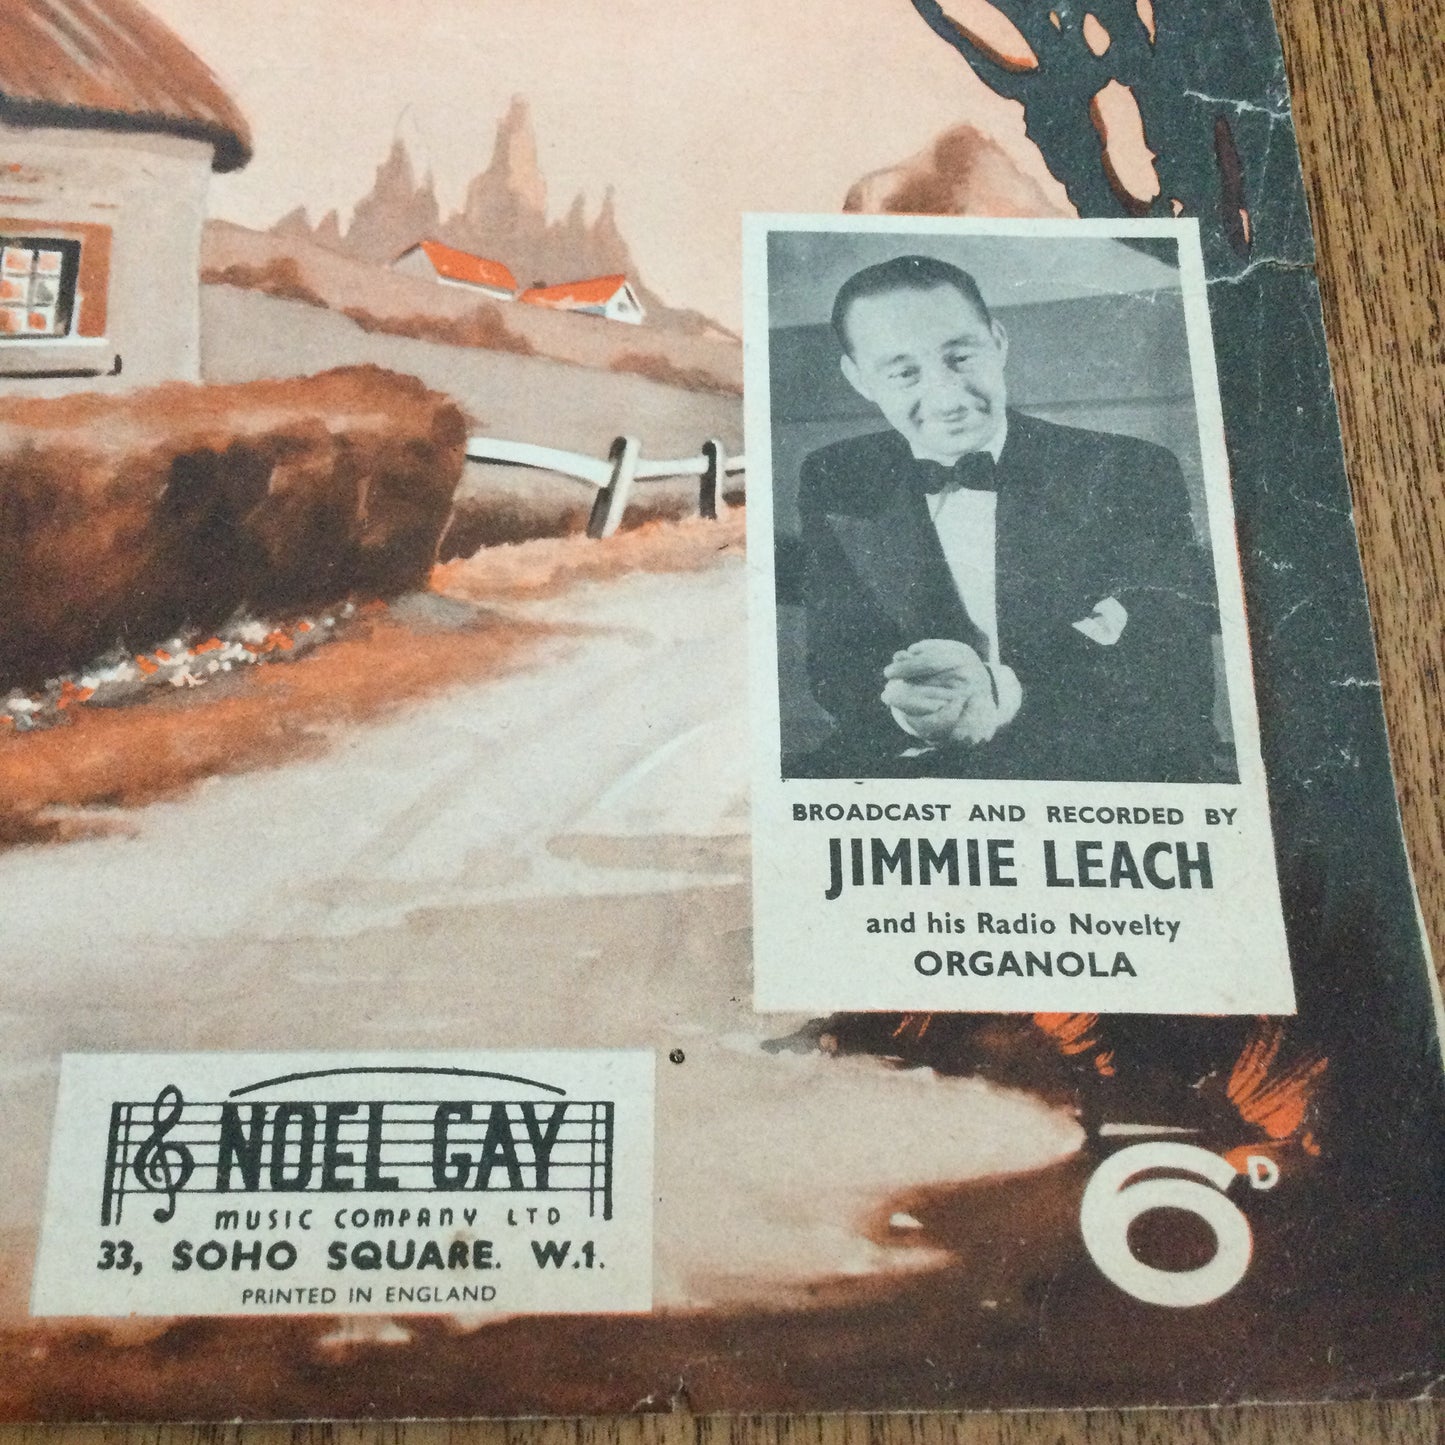 BROADCAST AND RECORDED BY
JIMMIE LEACH
and his Radio Novelty
ORGANOLA
NOEL GAY
MUSIC COMPANY LTD
33, SOHO SQUARE. W.1.
PRINTED IN ENGLAND
6D